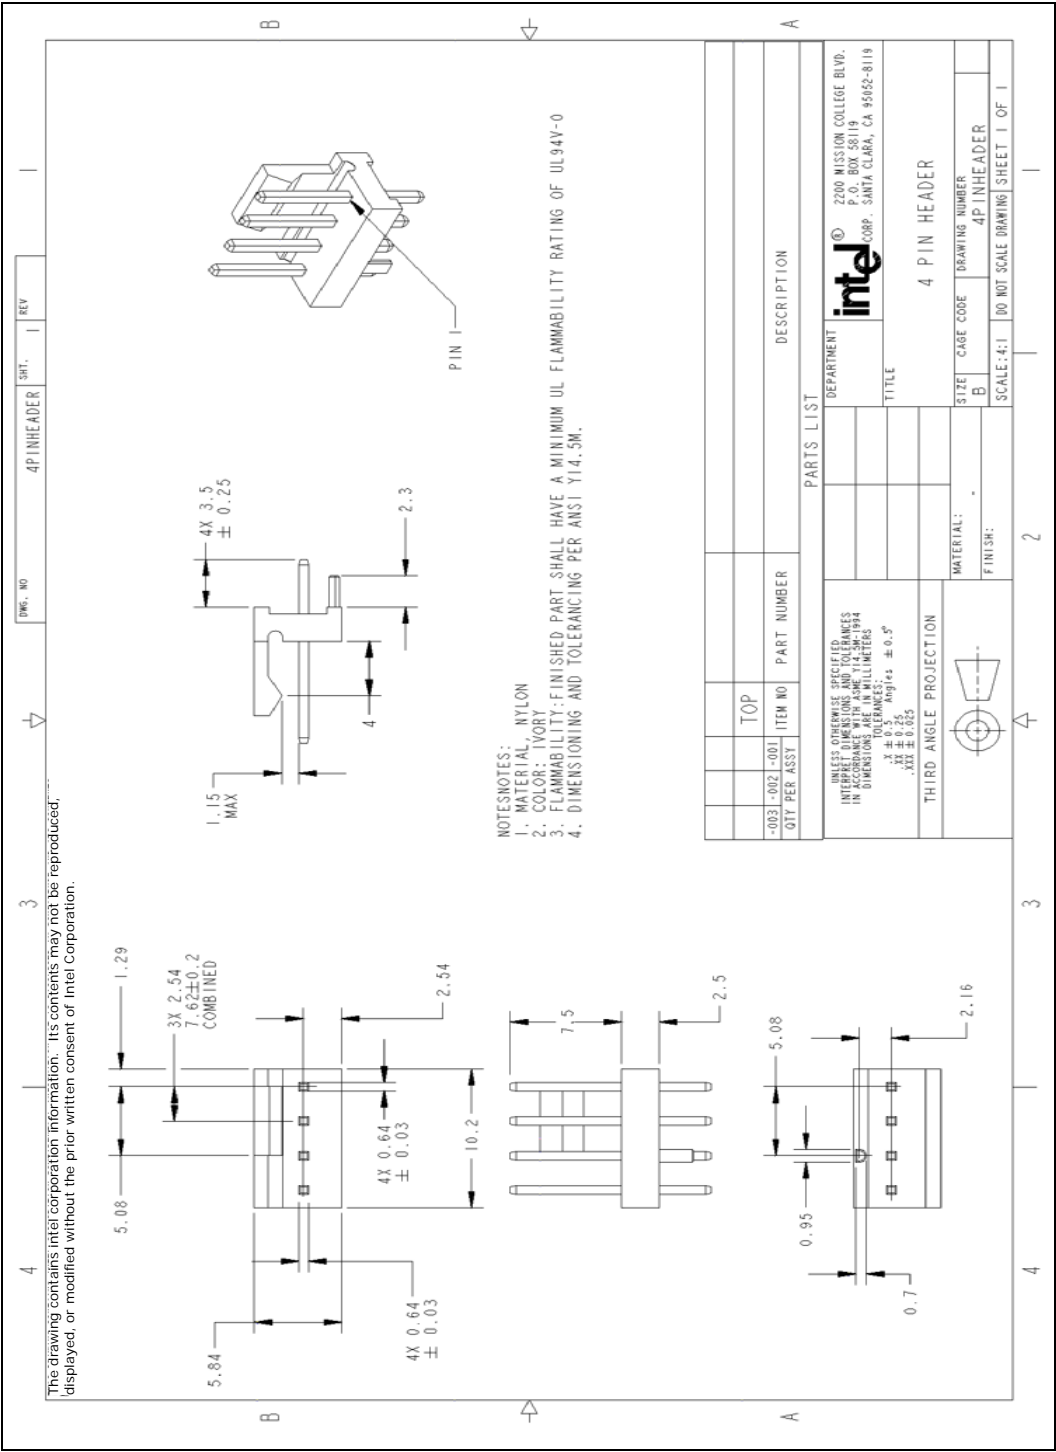 The drawing contains intel corporation information. Its contents may not be reproduced,
displayed, or modified without the prior written consent of Intel Corporation.
4
3
1
DWG. NO
4PINHEADER
SHT.
1
REV
B
A
5.08
1.29
3X 2.54
7.62±0.2
COMBINED
2.54
5.84
4X 0.64
± 0.03
4X 0.64
± 0.03
10.2
7.5
2.5
5.08
2.16
0.95
0.7
1.15
MAX
4
4X 3.5
± 0.25
2.3
PIN 1
NOTESNOTES:
1. MATERIAL, NYLON
2. COLOR: IVORY
3. FLAMMABILITY:FINISHED PART SHALL HAVE A MINIMUM UL FLAMMABILITY RATING OF UL94V-0
4. DIMENSIONING AND TOLERANCING PER ANSI Y14.5M.
TOP
-003 -002 -001
QTY PER ASSY
ITEM NO
PART NUMBER
DESCRIPTION
PARTS LIST
UNLESS OTHERWISE SPECIFIED
INTERPRET DIMENSIONS AND TOLERANCES
IN ACCORDANCE WITH ASME Y14.5M-1994
DIMENSIONS ARE IN MILLIMETERS
TOLERANCES:
.X ± 0.5 Angles ±0.5°
.XX ± 0.25
.XXX ± 0.025
THIRD ANGLE PROJECTION
MATERIAL:
-
FINISH:
DEPARTMENT
intel®
CORP.
2200 MISSION COLLEGE BLVD.
P.O. BOX 58119
SANTA CLARA, CA 95052-8119
TITLE
4 PIN HEADER
SIZE
B
CAGE CODE
DRAWING NUMBER
4PINHEADER
SCALE:4:1
DO NOT SCALE DRAWING
SHEET 1 OF 1
B
A
4
3
2
1